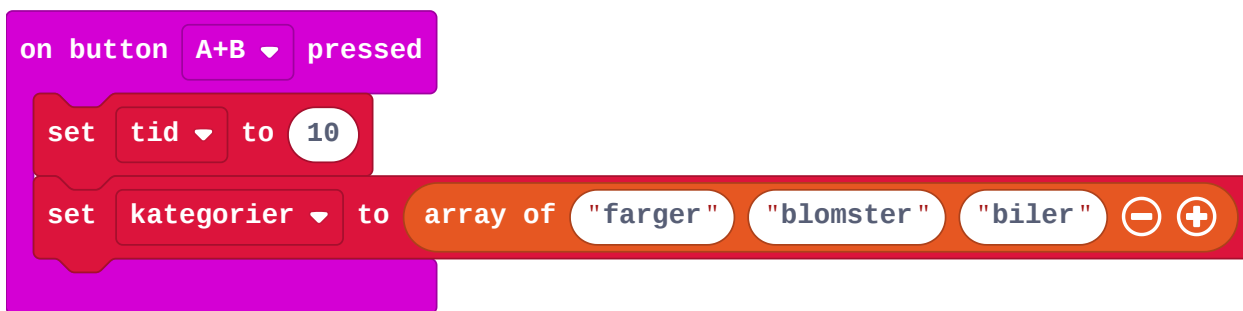 on button A+B pressed
set tid to 10
set kategorier to array of "farger" "blomster" "biler"